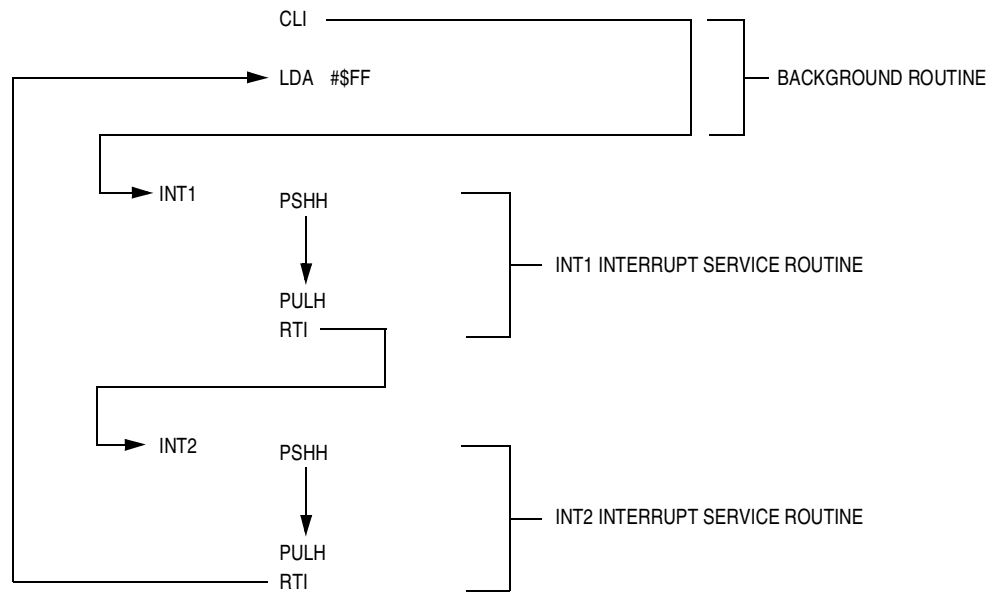 CLI
LDA #$FF
BACKGROUND ROUTINE
INT1
PSHH
INT1 INTERRUPT SERVICE ROUTINE
PULH
RTI
INT2
PSHH
INT2 INTERRUPT SERVICE ROUTINE
PULH
RTI